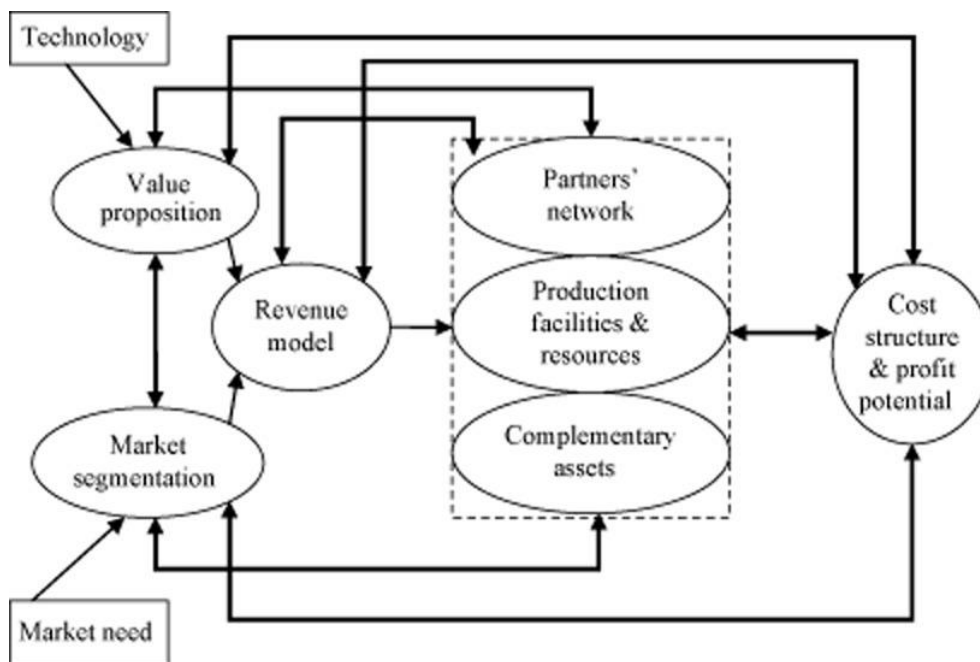 Technology
Value
proposition
Partners’
network
Revenue
model
Production
facilities &
resources
Cost
structure
& profit
potential
Market
segmentation
Complementary
assets
Market need